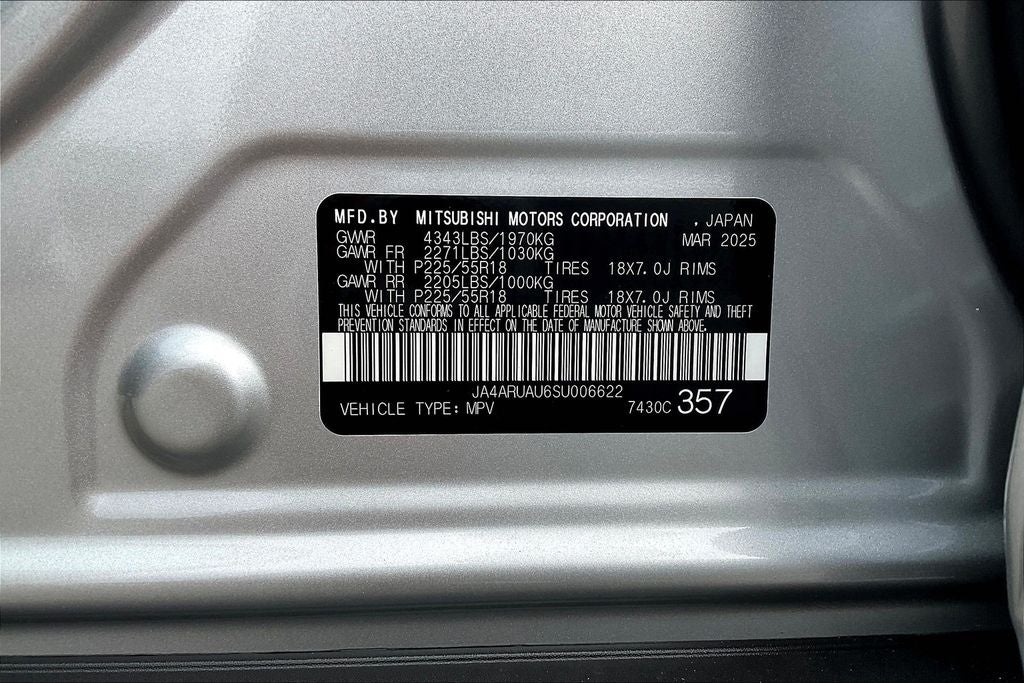 MFD.BY MITSUBISHI MOTORS CORPORATION , JAPAN
GVWR 4343LBS/1970KG MAR 2025
GAWR FR 2271LBS/1030KG
WITH P225/55R18 TIRES 18X7.0J RIMS
GAWR RR 2205LBS/1000KG
WITH P225/55R18 TIRES 18X7.0J RIMS
THIS VEHICLE CONFORMS TO ALL APPLICABLE FEDERAL MOTOR VEHICLE SAFETY AND THEFT
PREVENTION STANDARDS IN EFFECT ON THE DATE OF MANUFACTURE SHOWN ABOVE.
JA4ARUAU6SU006622
VEHICLE TYPE: MPV 7430C 357